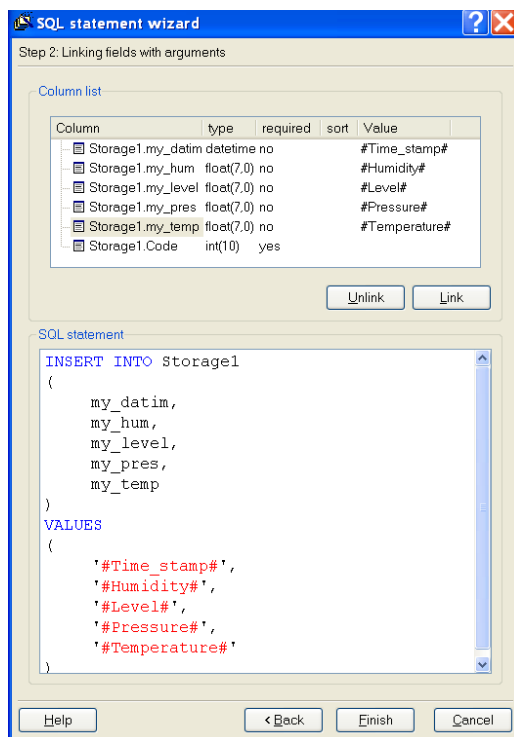 SQL statement wizard
Step 2: Linking fields with arguments
Column list
Column type required sort Value
Storage1.my_datim datetime no #Time_stamp#
Storage1.my_hum float(7,0) no #Humidity#
Storage1.my_level float(7,0) no #Level#
Storage1.my_pres float(7,0) no #Pressure#
Storage1.my_temp float(7,0) no #Temperature#
Storage1.Code int(10) yes
Unlink Link
SQL statement
INSERT INTO Storage1
(
my_datim,
my_hum,
my_level,
my_pres,
my_temp
)
VALUES
(
'#Time_stamp#',
'#Humidity#',
'#Level#',
'#Pressure#',
'#Temperature#'
)
Help < Back Finish Cancel